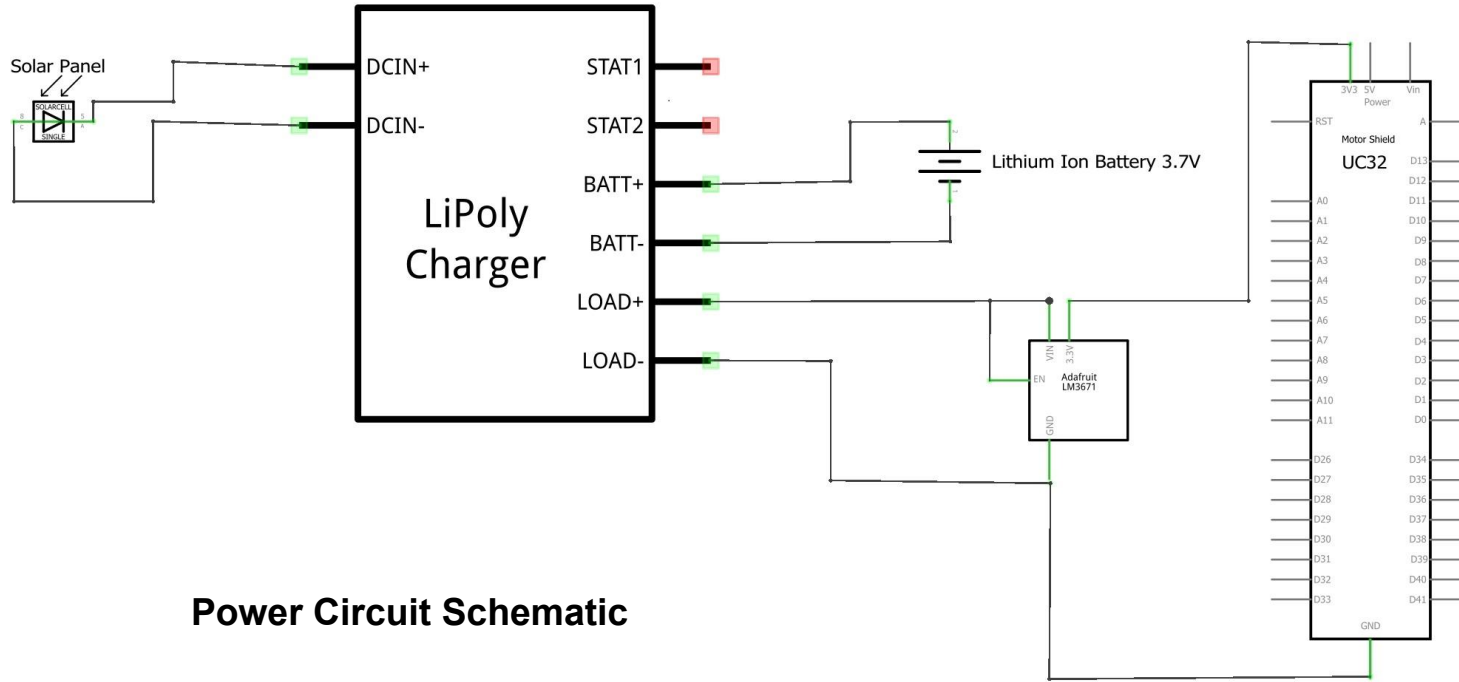 Solar Panel
SOLARCELL
SINGLE
DCIN+
DCIN-
LiPoly
Charger
STAT1
STAT2
BATT+
BATT-
LOAD+
LOAD-
2
1
Lithium Ion Battery 3.7V
VIN
3.3V
EN
Adafruit
LM3671
GND
3V3 5V Vin
Power
RST
A
Motor Shield
UC32
D13
D12
A0 D11
A1 D10
A2 D9
A3 D8
A4 D7
A5 D6
A6 D5
A7 D4
A8 D3
A9 D2
A10 D1
A11 D0
D26 D34
D27 D35
D28 D36
D29 D37
D30 D38
D31 D39
D32 D40
D33 D41
GND
Power Circuit Schematic